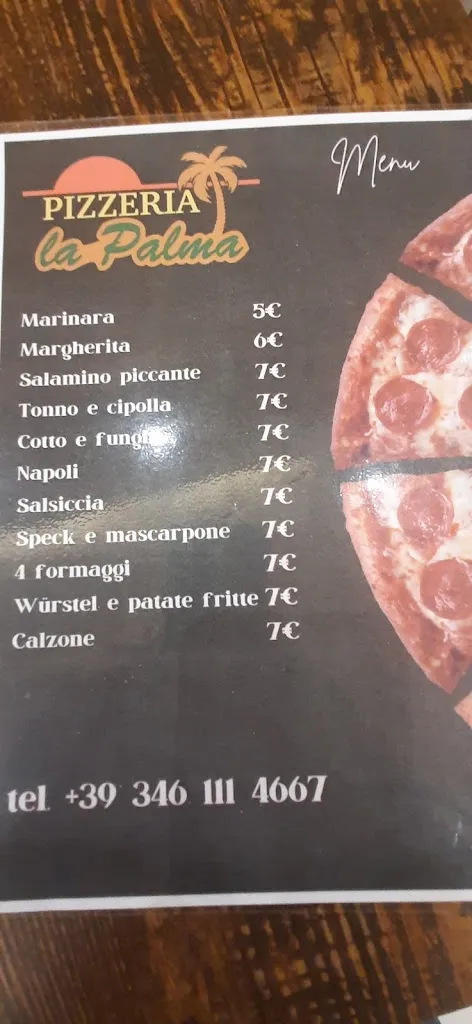 Menu
PIZZERIA
la Palma
Marinara 5€
Margherita 6€
Salamino piccante 7€
Tonno e cipolla 7€
Cotto e funghi 7€
Napoli 7€
Salsiccia 7€
Speck e mascarpone 7€
4 formaggi 7€
Würstel e patate fritte 7€
Calzone 7€
tel +39 346 111 4667